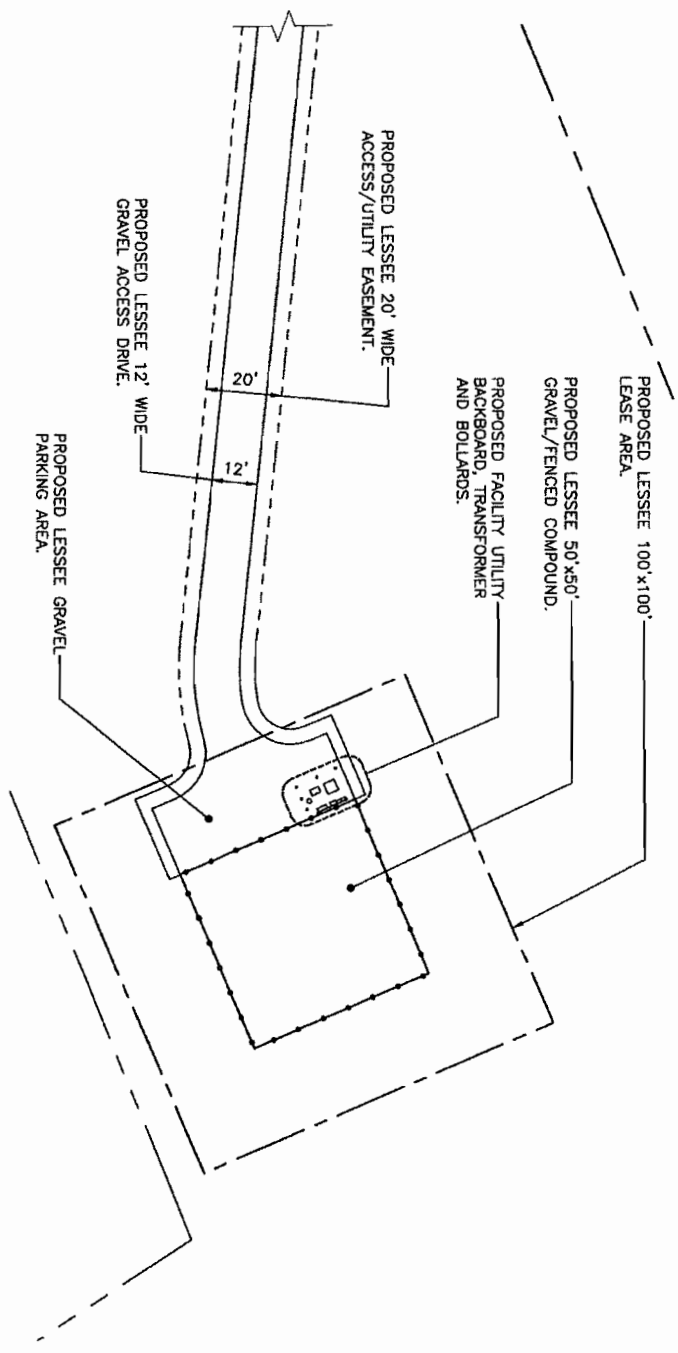 PROPOSED LESSEE 100'x100'
LEASE AREA.
PROPOSED LESSEE 50'x50'
GRAVEL/FENCED COMPOUND.
PROPOSED FACILITY UTILITY
BACKBOARD, TRANSFORMER
AND BOLLARDS.
PROPOSED LESSEE 20' WIDE
ACCESS/UTILITY EASEMENT.
20'
12'
PROPOSED LESSEE 12' WIDE
GRAVEL ACCESS DRIVE.
PROPOSED LESSEE GRAVEL
PARKING AREA.